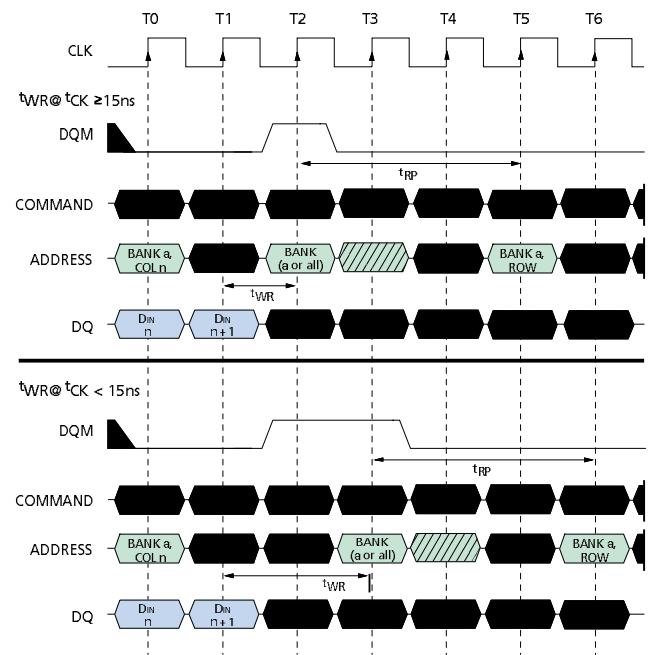 T0 T1 T2 T3 T4 T5 T6
CLK
tWR@ tCK ≥15ns
DQM
tRP
COMMAND
ADDRESS
BANK a,
COL n
BANK
(a or all)
BANK a,
ROW
tWR
DQ
DIN
n
DIN
n + 1
tWR@ tCK < 15ns
DQM
tRP
COMMAND
ADDRESS
BANK a,
COL n
BANK
(a or all)
BANK a,
ROW
tWR
DQ
DIN
n
DIN
n + 1